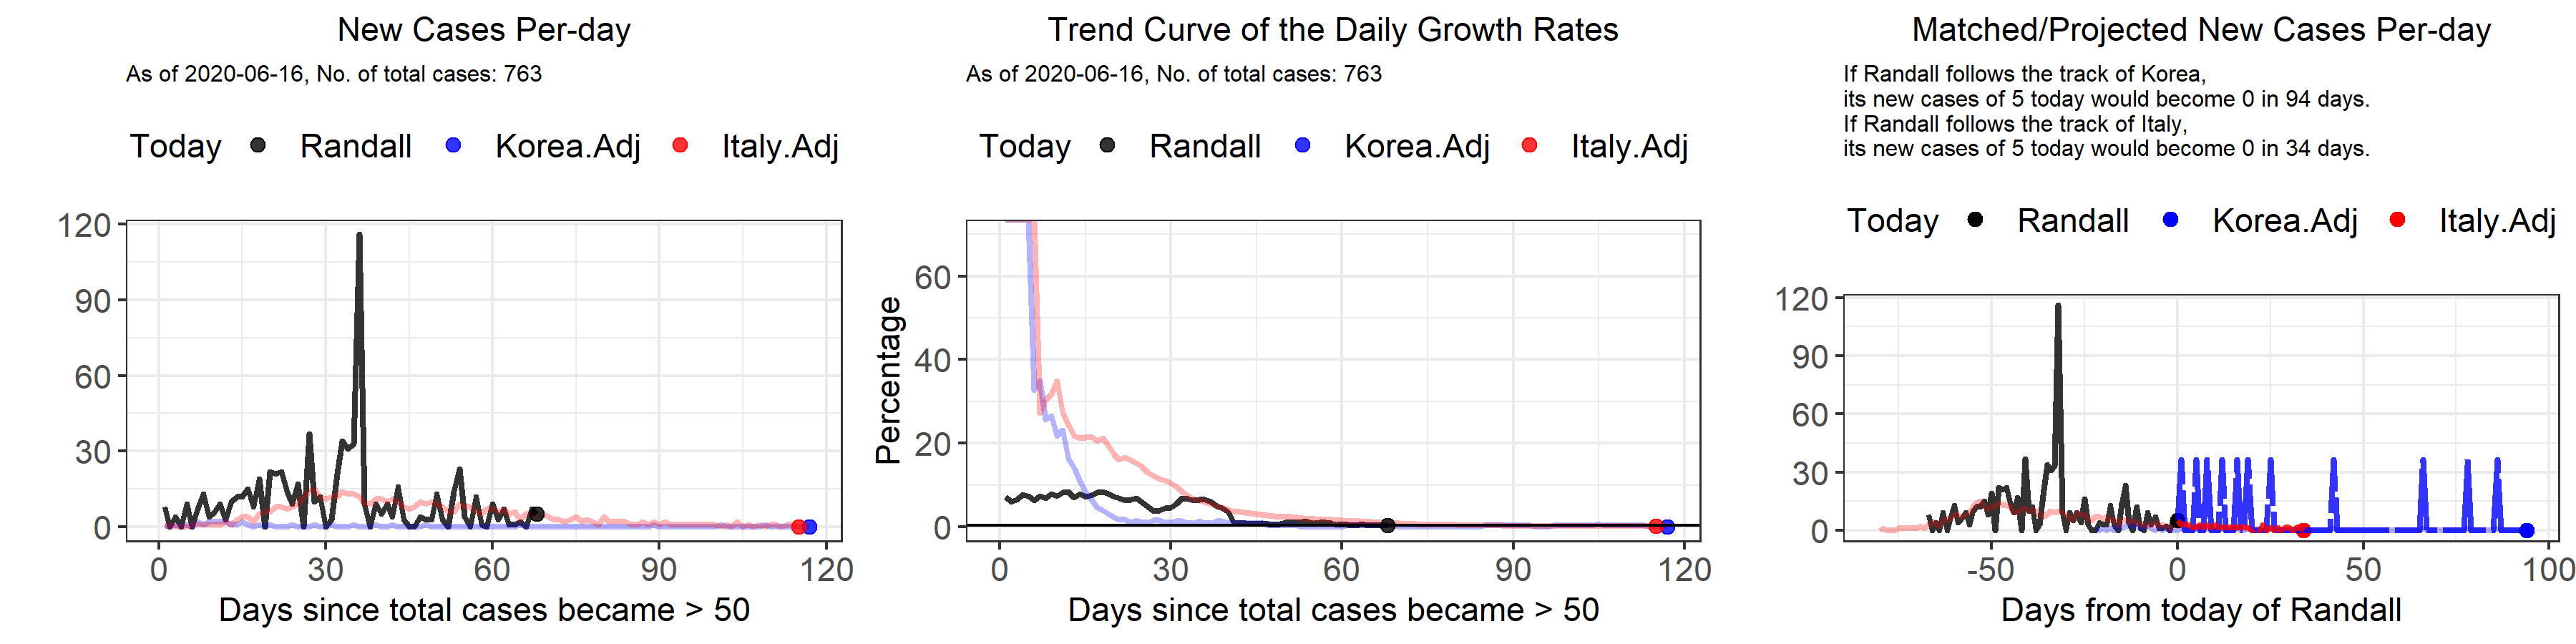 New Cases Per-day
As of 2020-06-16, No. of total cases: 763
Today Randall Korea.Adj Italy.Adj
120
90
60
30
0
0 30 60 90 120
Days since total cases became > 50
Trend Curve of the Daily Growth Rates
As of 2020-06-16, No. of total cases: 763
Today Randall Korea.Adj Italy.Adj
Percentage
60
40
20
0
0 30 60 90 120
Days since total cases became > 50
Matched/Projected New Cases Per-day
If Randall follows the track of Korea,
its new cases of 5 today would become 0 in 94 days.
If Randall follows the track of Italy,
its new cases of 5 today would become 0 in 34 days.
Today Randall Korea.Adj Italy.Adj
120
90
60
30
0
-50 0 50 100
Days from today of Randall